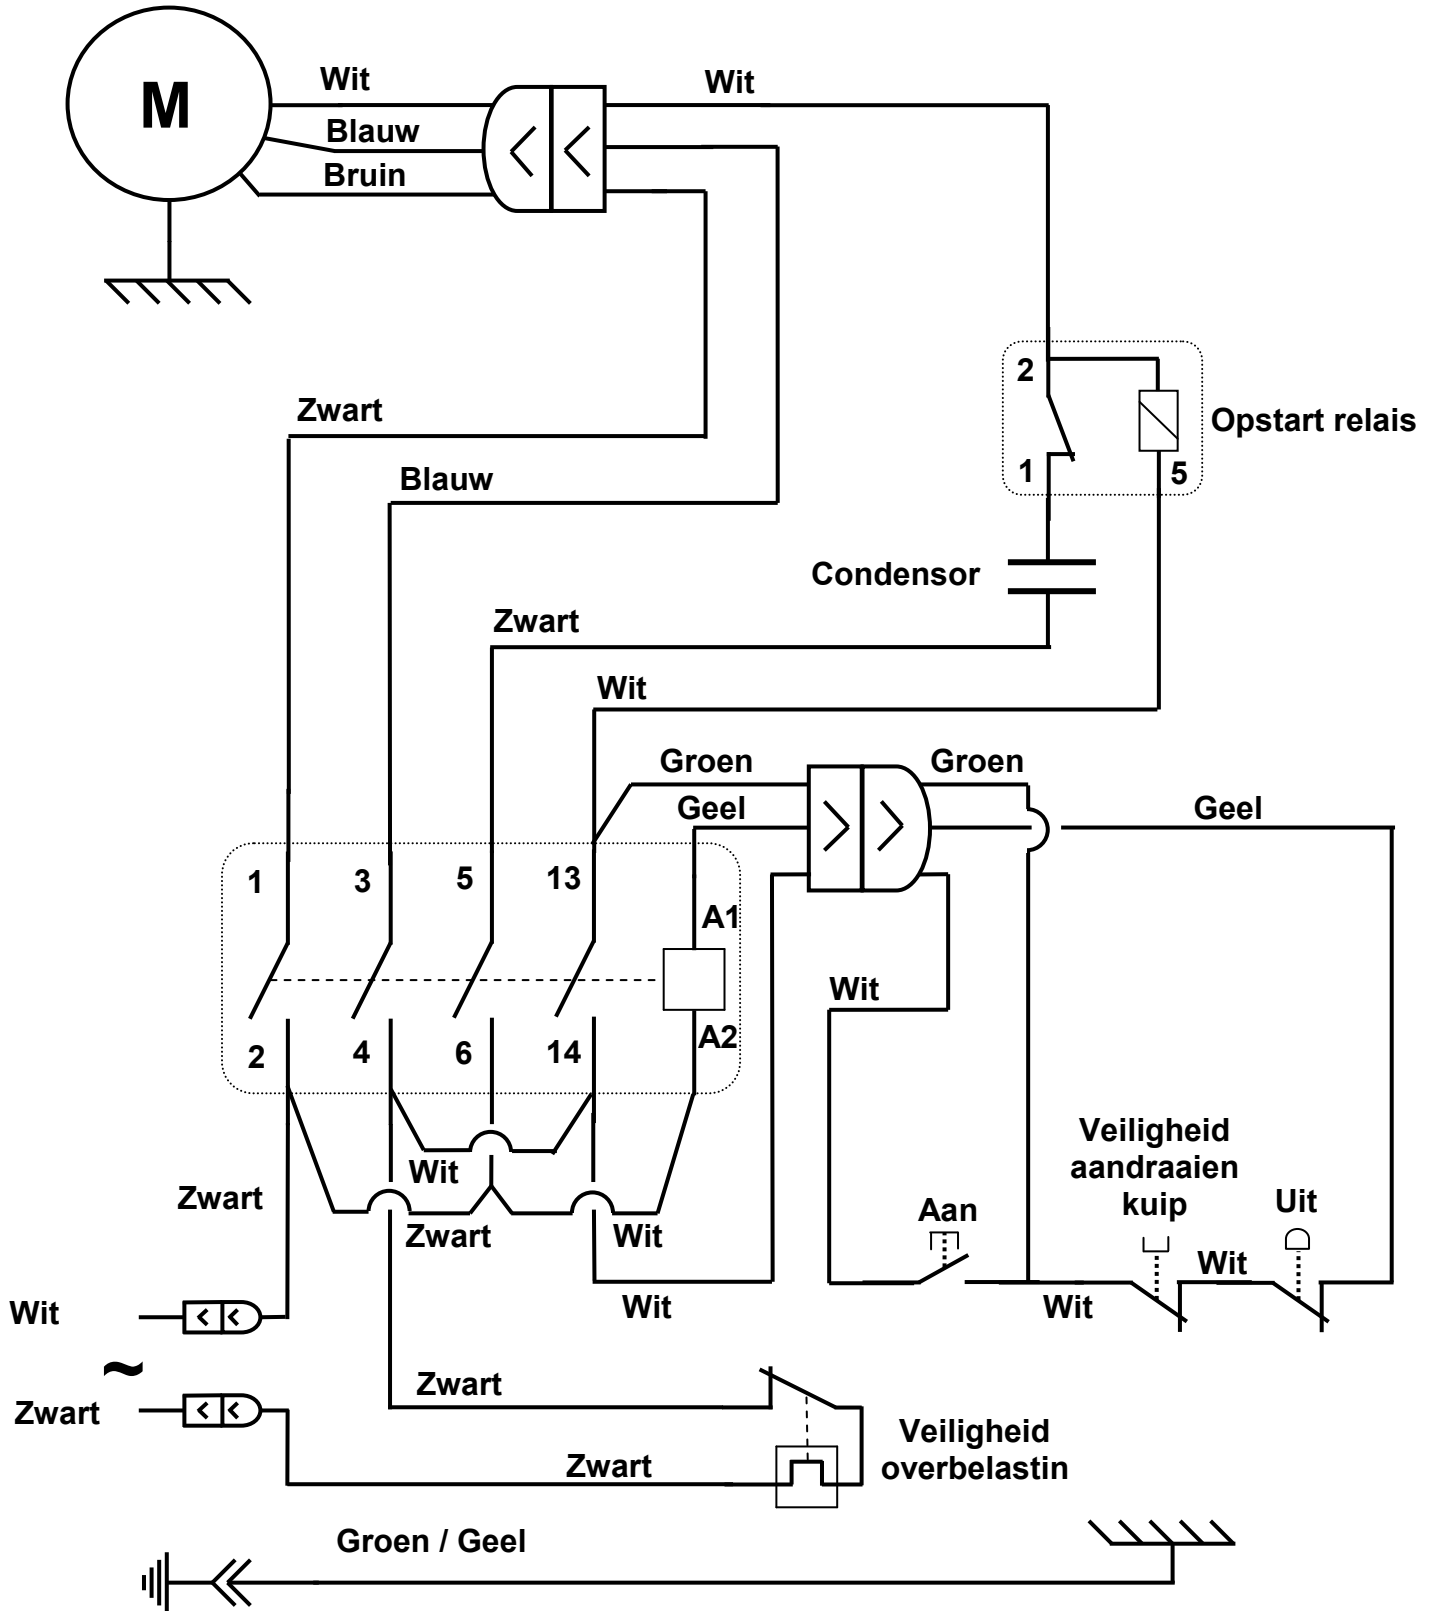 Wit
Wit
M
Blauw
Bruin
2
Zwart
Opstart relais
1
5
Blauw
Condensor
Zwart
Wit
Groen
Groen
Geel
Geel
1
3
5
13
A1
Wit
2
4
6
14
A2
Veiligheid
aandraaien
kuip
Wit
Zwart
Aan
Uit
Zwart
Wit
Wit
Wit
Wit
Wit
~
Zwart
Zwart
Veiligheid
overbelastin
Zwart
Groen / Geel